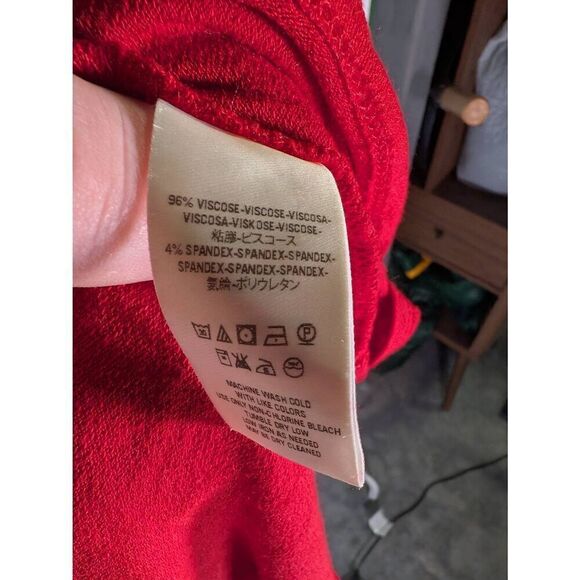 96% VISCOSE-VISCOSE-VISCOSA-
VISCOSA-VISKOSE-VISCOSE-
粘膠-ビスコース
4% SPANDEX-SPANDEX-SPANDEX-
SPANDEX-SPANDEX-SPANDEX-
氨綸-ポリウレタン
P
MACHINE WASH COLD
WITH LIKE COLORS
USE ONLY NON-CHLORINE BLEACH
TUMBLE DRY LOW
LOW IRON AS NEEDED
MAY BE DRY CLEANED